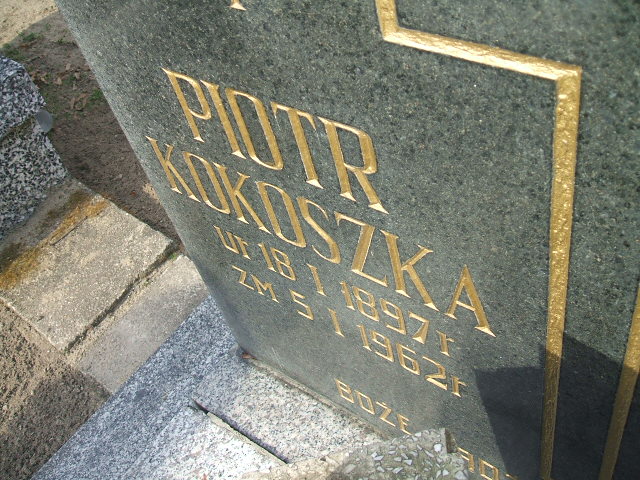 PIOTR
KOKOSZKA
Ur 18 I 1897 r
ZM 5 I 1962 r
BOŻE